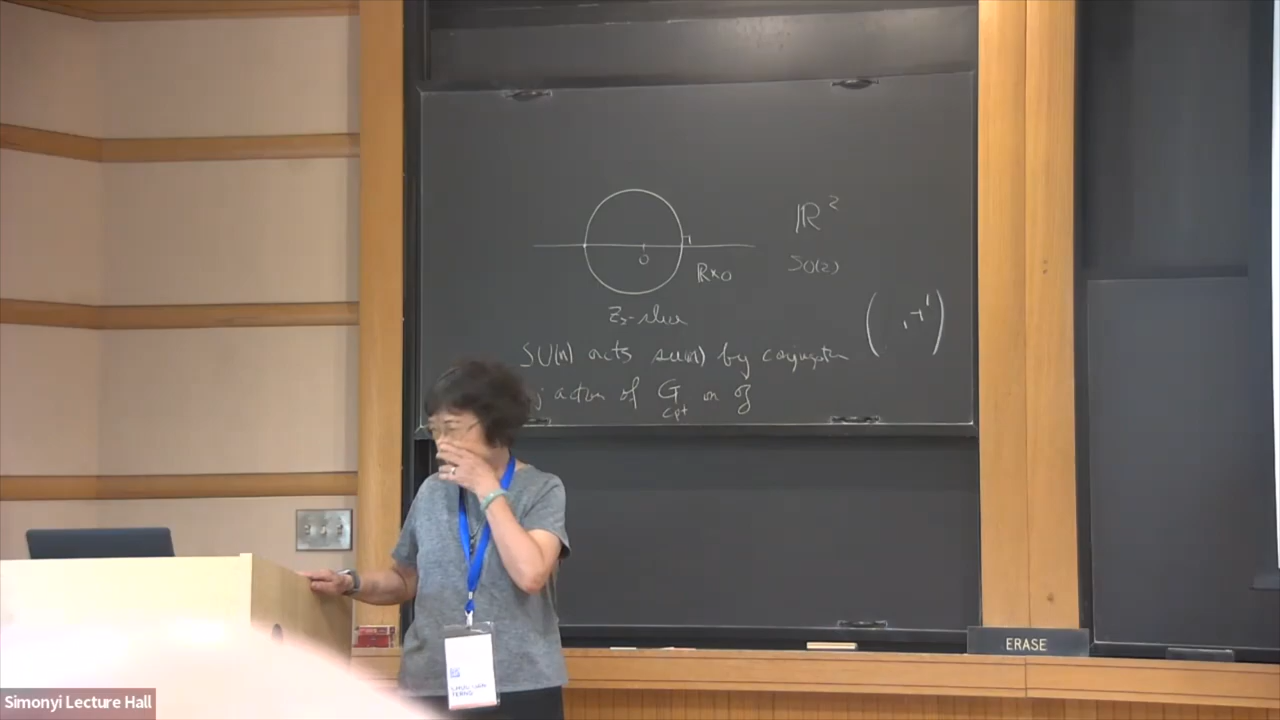 ℝ²
SO(2)
0
ℝ×0
Z₂-slice
SU(n) acts su(n) by conjugation
action of G on 𝔤
cpt
ERASE
Simonyi Lecture Hall